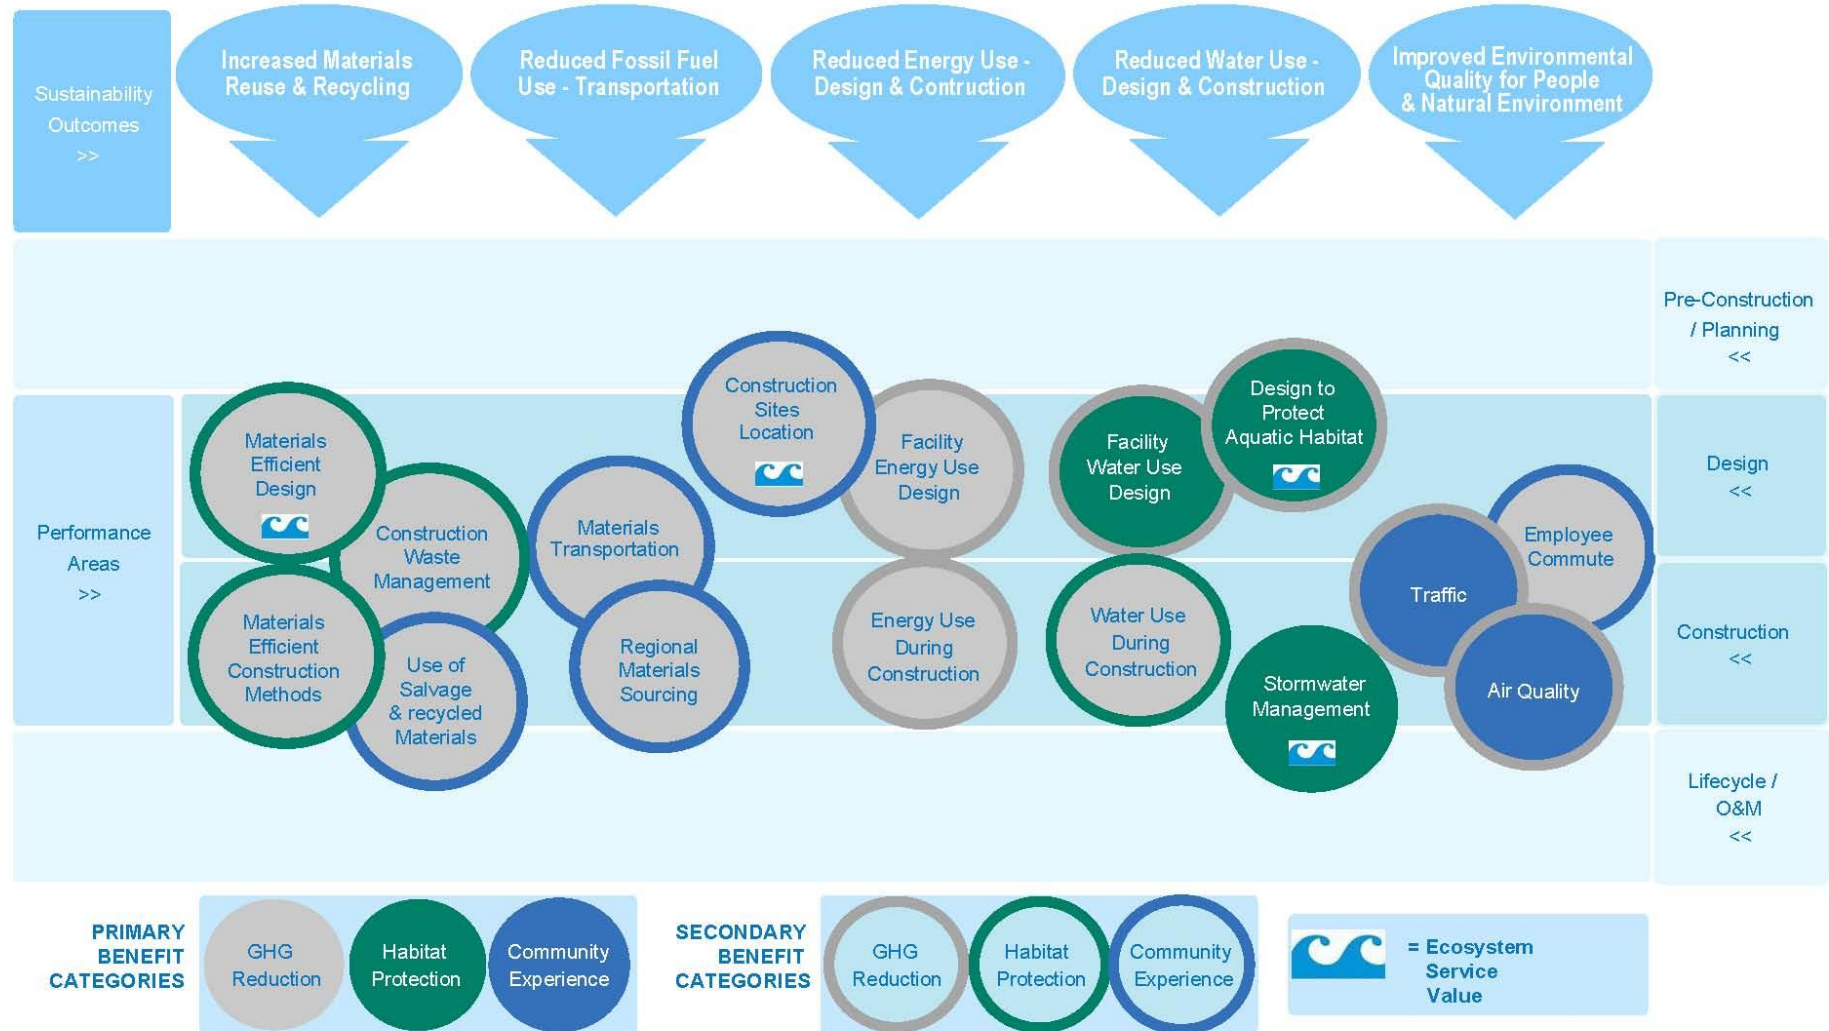 Sustainability
Outcomes
>>
Increased Materials
Reuse & Recycling
Reduced Fossil Fuel
Use - Transportation
Reduced Energy Use -
Design & Contruction
Reduced Water Use -
Design & Construction
Improved Environmental
Quality for People
& Natural Environment
Pre-Construction
/ Planning
<<
Design
<<
Construction
<<
Lifecycle /
O&M
<<
Performance
Areas
>>
Materials
Efficient
Design
Construction
Waste
Management
Materials
Efficient
Construction
Methods
Use of
Salvage
& recycled
Materials
Materials
Transportation
Regional
Materials
Sourcing
Construction
Sites
Location
Facility
Energy Use
Design
Energy Use
During
Construction
Facility
Water Use
Design
Design to
Protect
Aquatic Habitat
Water Use
During
Construction
Stormwater
Management
Traffic
Employee
Commute
Air Quality
PRIMARY
BENEFIT
CATEGORIES
GHG
Reduction
Habitat
Protection
Community
Experience
SECONDARY
BENEFIT
CATEGORIES
GHG
Reduction
Habitat
Protection
Community
Experience
= Ecosystem
Service
Value